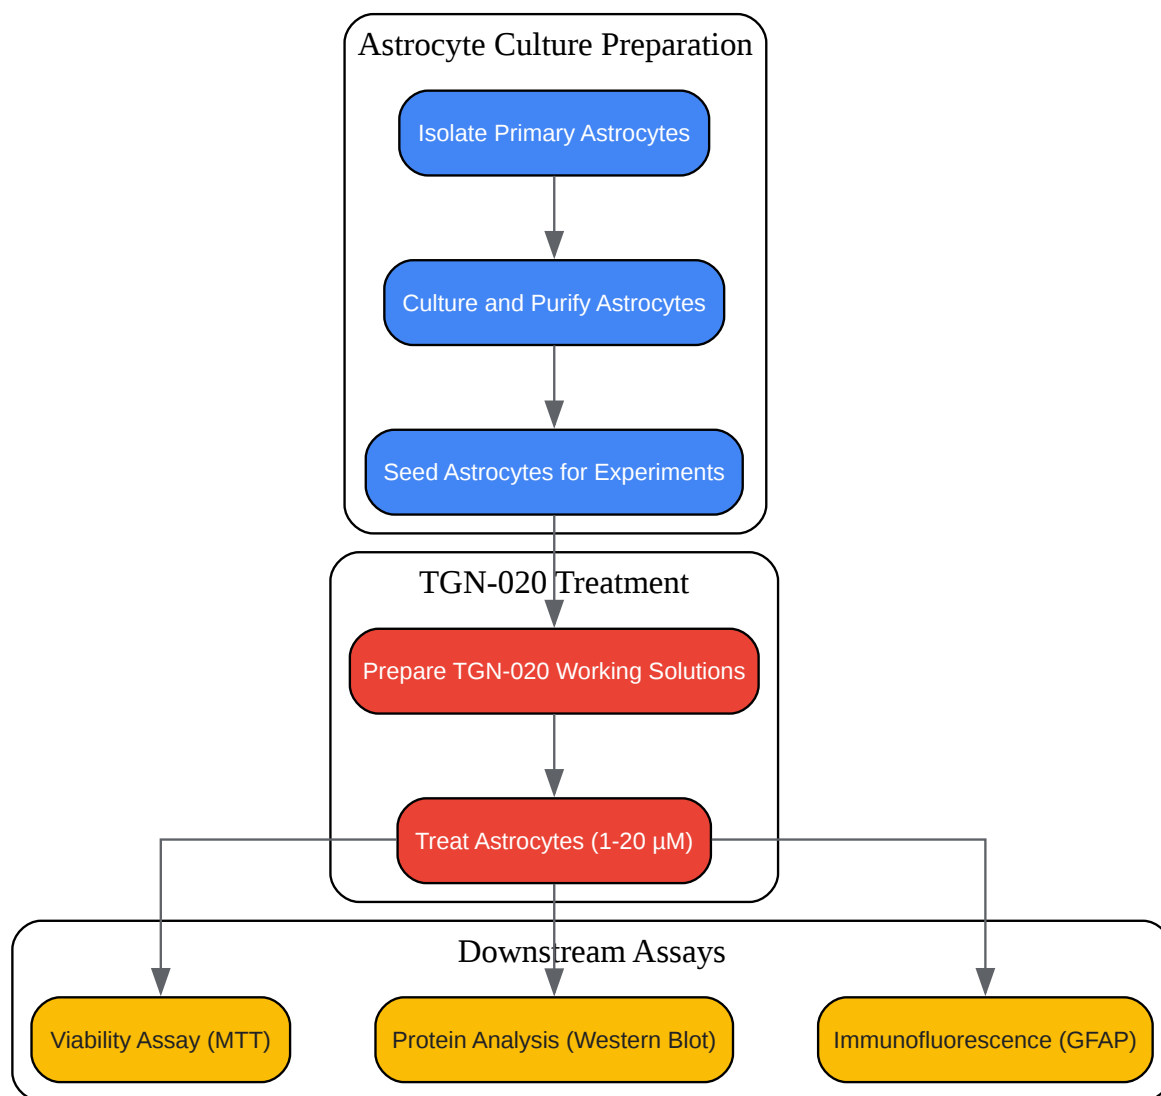 Astrocyte Culture Preparation
Isolate Primary Astrocytes
Culture and Purify Astrocytes
Seed Astrocytes for Experiments
TGN-020 Treatment
Prepare TGN-020 Working Solutions
Treat Astrocytes (1-20 µM)
Downstream Assays
Viability Assay (MTT)
Protein Analysis (Western Blot)
Immunofluorescence (GFAP)